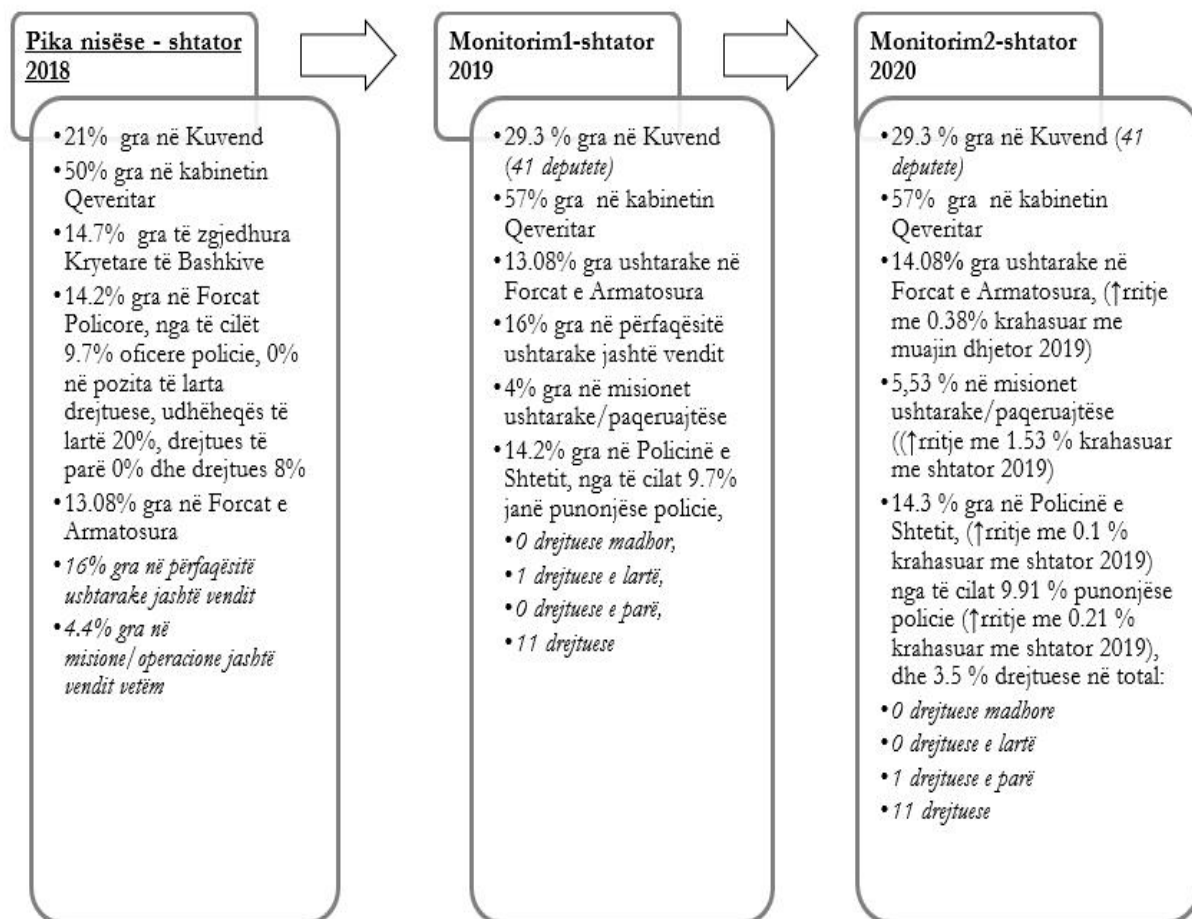 Pika nisëse - shtator
2018
•21%  gra në Kuvend
•50% gra në kabinetin
Qeveritar
•14.7%  gra të zgjedhura
Kryetare të Bashkive
•14.2% gra në Forcat
Policore, nga të cilët
9.7% oficere policie, 0%
në pozita të larta
drejtuese, udhëheqës të
lartë 20%, drejtues të
parë 0% dhe drejtues 8%
•13.08% gra në Forcat e
Armatosura
•16% gra në përfaqësitë
ushtarake jashtë vendit
•4.4% gra në
misione/operacione jashtë
vendit vetëm
Monitorim1-shtator
2019
•29.3 % gra në Kuvend
(41 deputete)
•57% gra  në kabinetin
Qeveritar
•13.08% gra ushtarake në
Forcat e Armatosura
•16% gra në përfaqësitë
ushtarake jashtë vendit
•4% gra në misionet
ushtarake/paqeruajtëse
•14.2% gra në Policinë e
Shtetit, nga të cilat 9.7%
janë punonjëse policie,
•0 drejtuese madhor,
•1 drejtuese e lartë,
•0 drejtuese e parë,
•11 drejtuese
Monitorim2-shtator
2020
•29.3 % gra në Kuvend (41
deputete)
•57% gra  në kabinetin
Qeveritar
•14.08% gra ushtarake në
Forcat e Armatosura, (↑rritje
me 0.38% krahasuar me
muajin dhjetor 2019)
•5,53 % në misionet
ushtarake/paqeruajtëse
((↑rritje me 1.53 % krahasuar
me shtator 2019)
•14.3 % gra në Policinë e
Shtetit, (↑rritje me 0.1 %
krahasuar me shtator 2019)
nga të cilat 9.91 % punonjëse
policie (↑rritje me 0.21 %
krahasuar me shtator 2019),
dhe 3.5 % drejtuese në total:
•0 drejtuese madhore
•0 drejtuese e lartë
•1 drejtuese e parë
•11 drejtuese